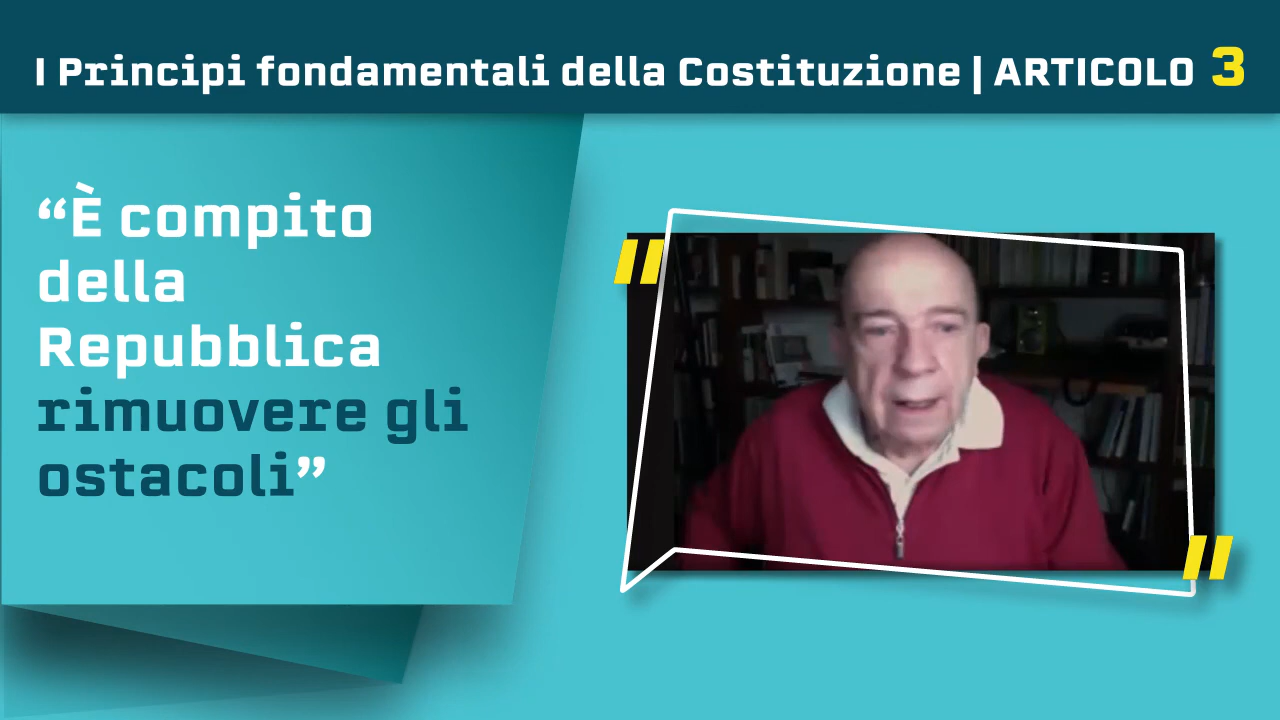 I Principi fondamentali della Costituzione | ARTICOLO 3
“È compito
della
Repubblica
rimuovere gli
ostacoli”